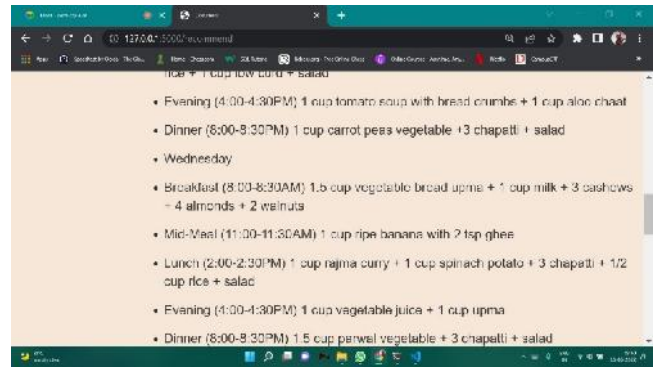 127.0.0.1:5000/recommend
rice + 1 cup low curd + salad
• Evening (4:00-4:30PM) 1 cup tomato soup with bread crumbs + 1 cup aloo chaat
• Dinner (8:00-8:30PM) 1 cup carrot peas vegetable +3 chapatti + salad
• Wednesday
• Breakfast (8:00-8:30AM) 1.5 cup vegetable bread upma + 1 cup milk + 3 cashews
+ 4 almonds + 2 walnuts
• Mid-Meal (11:00-11:30AM) 1 cup ripe banana with 2 tsp ghee
• Lunch (2:00-2:30PM) 1 cup rajma curry + 1 cup spinach potato + 3 chapatti + 1/2
cup rice + salad
• Evening (4:00-4:30PM) 1 cup vegetable juice + 1 cup upma
• Dinner (8:00-8:30PM) 1.5 cup parwal vegetable + 3 chapatti + salad